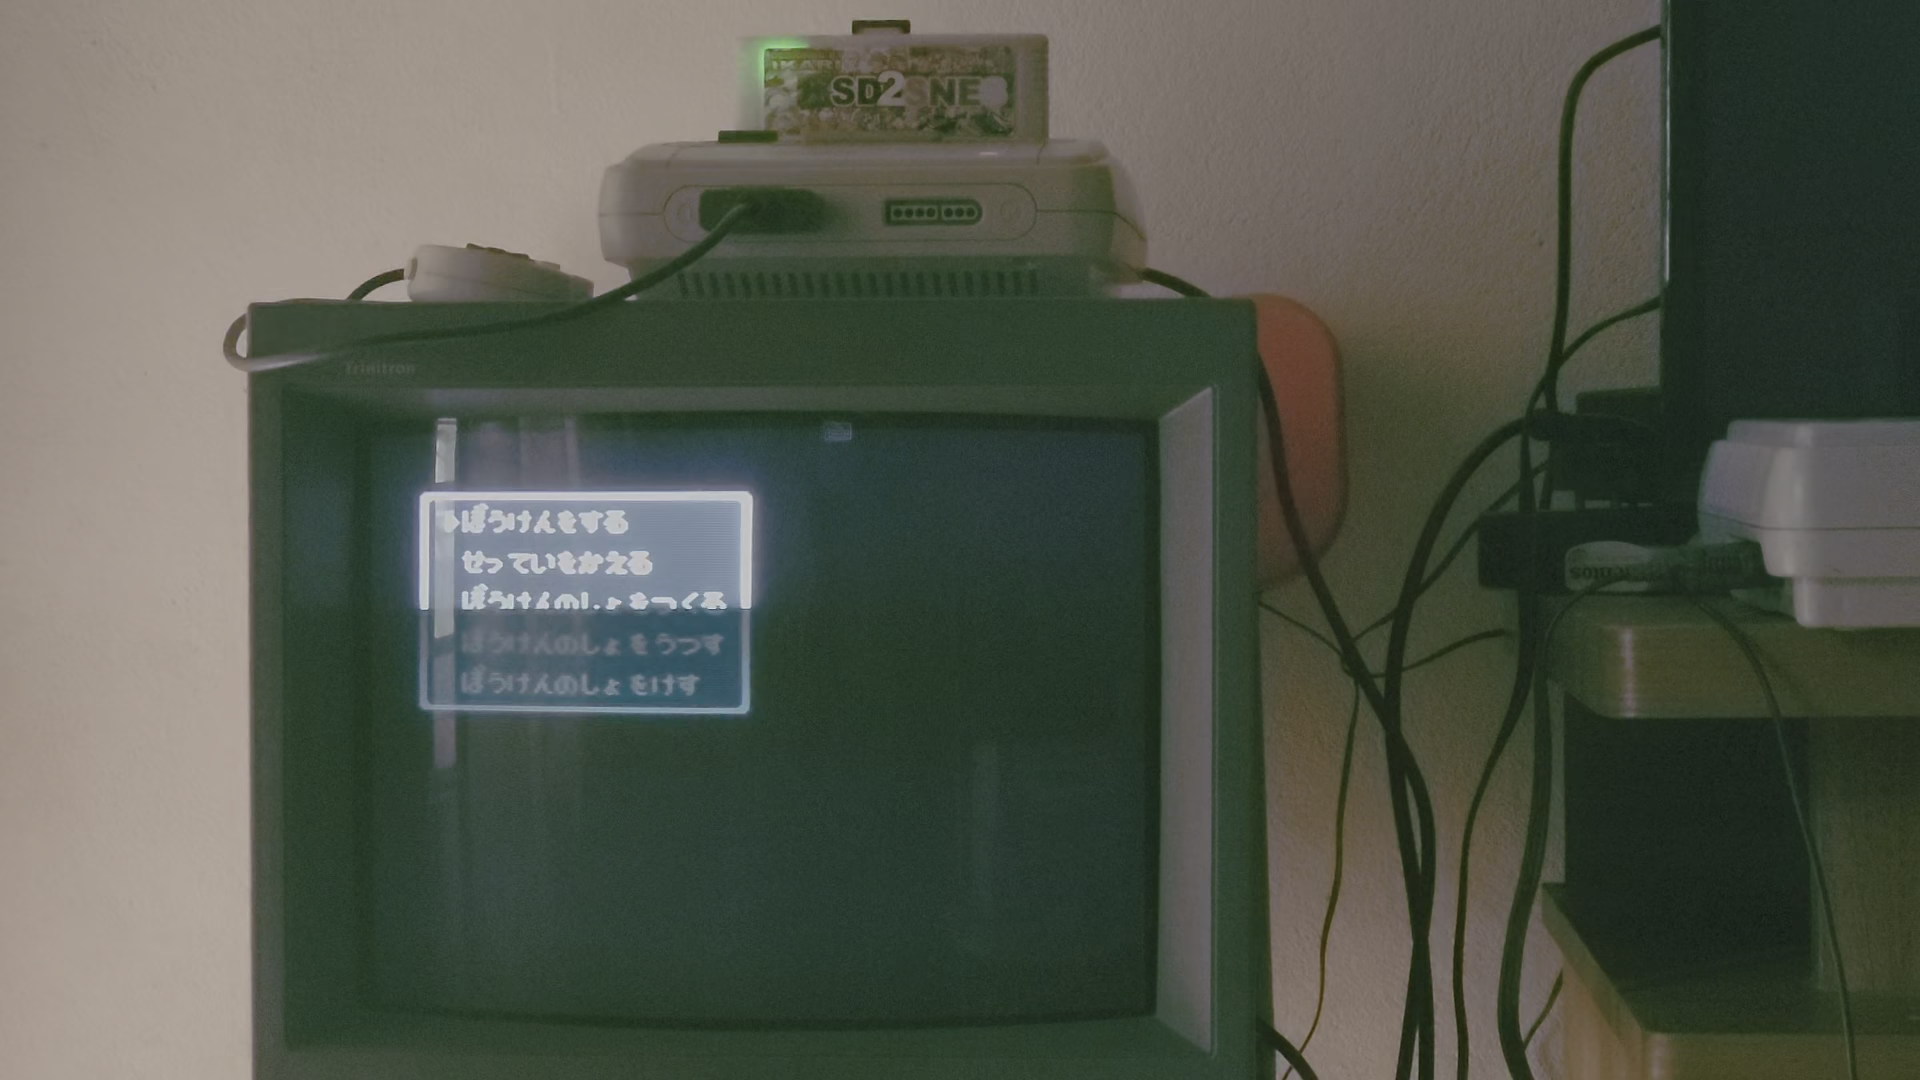 SD2SNES
Trinitron
ぼうけんをする
せっていをかえる
ぼうけんのしょをつくる
ぼうけんのしょをうつす
ぼうけんのしょをけす
mentos